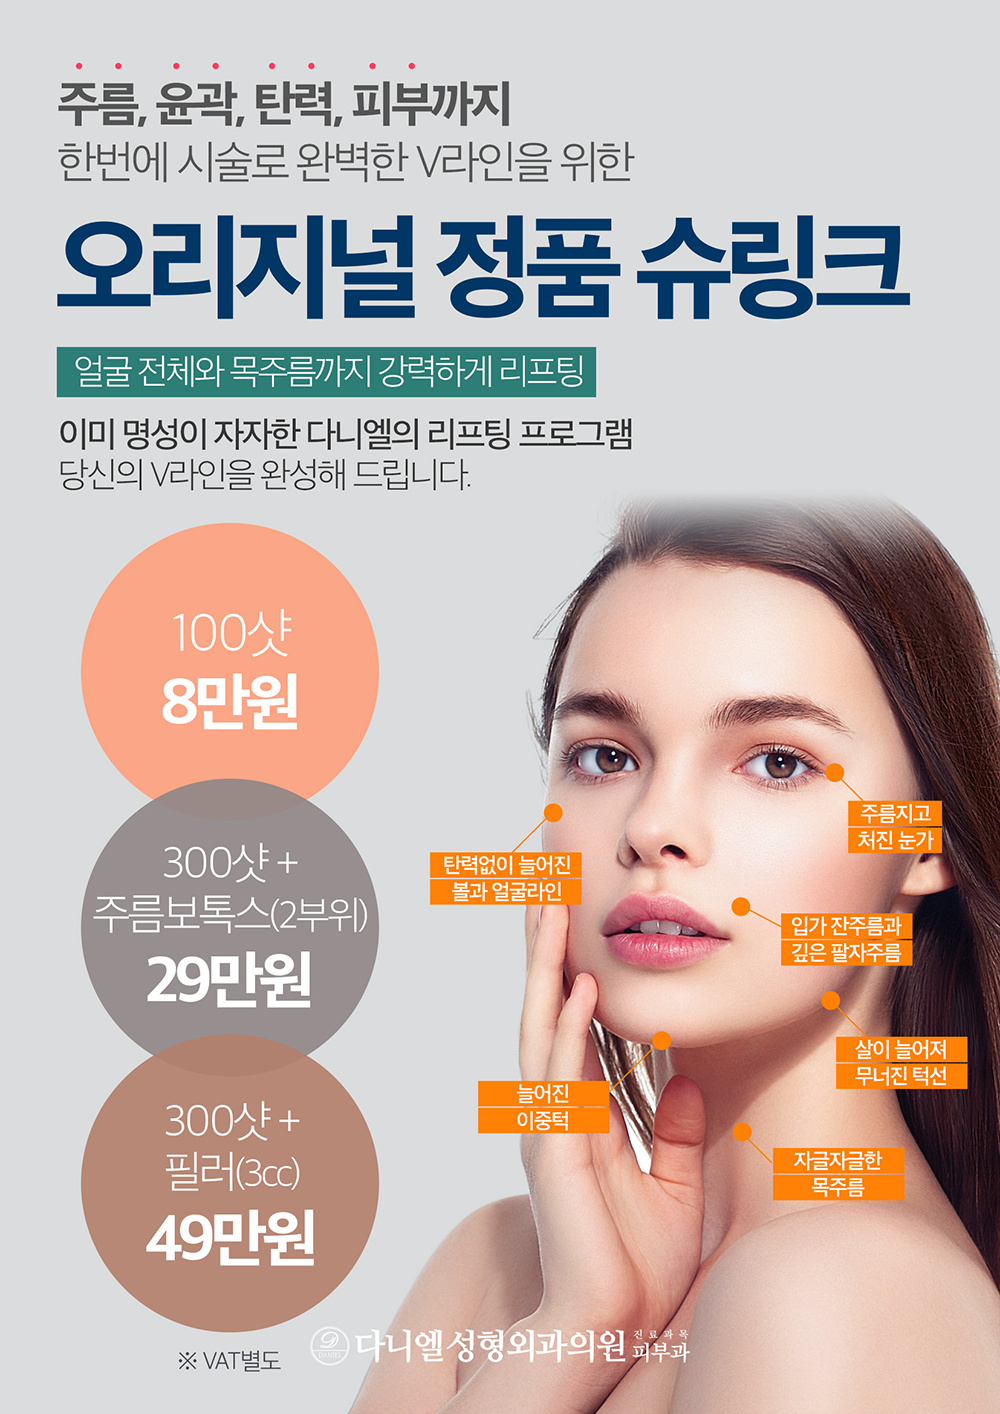 주름, 윤곽, 탄력, 피부까지
한번에 시술로 완벽한 V라인을 위한
오리지널 정품 슈링크
얼굴 전체와 목주름까지 강력하게 리프팅
이미 명성이 자자한 다니엘의 리프팅 프로그램
당신의 V라인을 완성해 드립니다.
100샷
8만원
300샷 +
주름보톡스(2부위)
29만원
300샷 +
필러(3cc)
49만원
※ VAT별도
주름지고
처진 눈가
탄력없이 늘어진
볼과 얼굴라인
입가 잔주름과
깊은 팔자주름
살이 늘어져
무너진 턱선
늘어진
이중턱
자글자글한
목주름
DANIEL
다니엘성형외과의원
진료과목
피부과